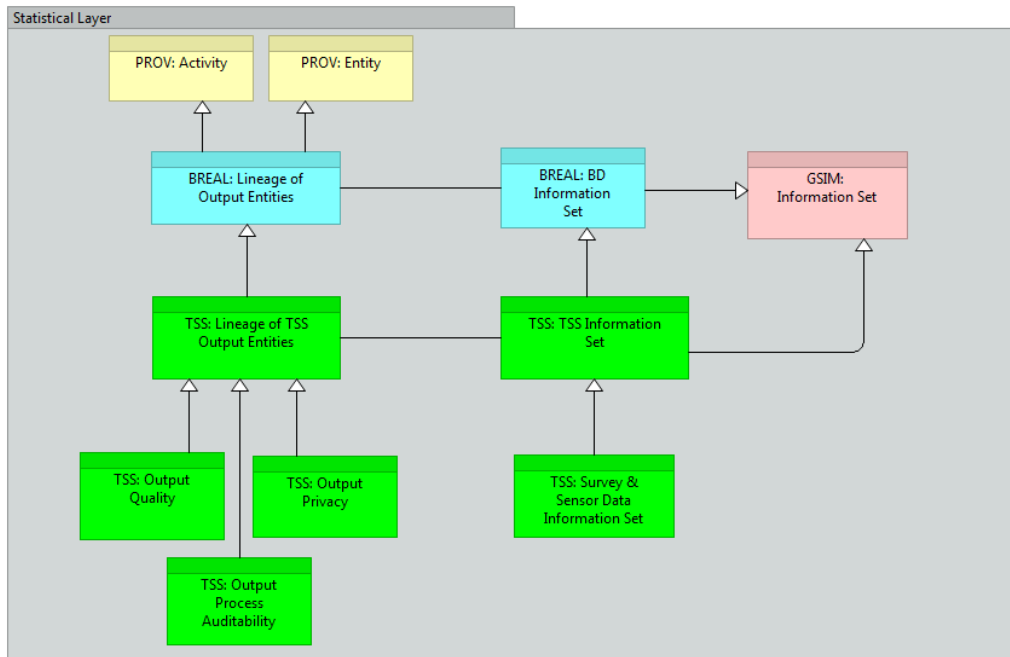 Statistical Layer
PROV: Activity
PROV: Entity
BREAL: Lineage of
Output Entities
BREAL: BD
Information
Set
GSIM:
Information Set
TSS: Lineage of TSS
Output Entities
TSS: TSS Information
Set
TSS: Output
Quality
TSS: Output
Privacy
TSS: Survey &
Sensor Data
Information Set
TSS: Output
Process
Auditability